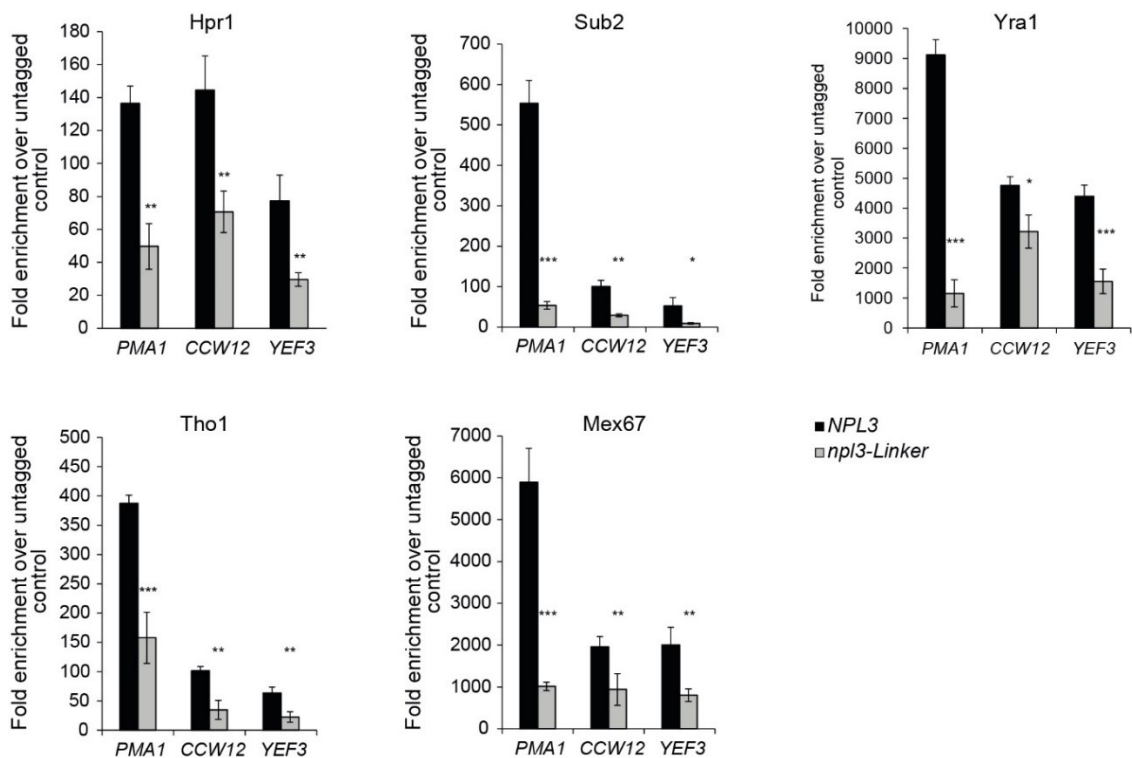 Hpr1
Fold enrichment over untagged
control
180
160
140
120
100
80
60
40
20
0
**
**
**
PMA1 CCW12 YEF3
Sub2
Fold enrichment over untagged
control
700
600
500
400
300
200
100
0
***
**
*
PMA1 CCW12 YEF3
Yra1
Fold enrichment over untagged
control
10000
9000
8000
7000
6000
5000
4000
3000
2000
1000
0
***
*
***
PMA1 CCW12 YEF3
Tho1
Fold enrichment over untagged
control
500
450
400
350
300
250
200
150
100
50
0
***
**
**
PMA1 CCW12 YEF3
Mex67
Fold enrichment over untagged
control
7000
6000
5000
4000
3000
2000
1000
0
***
**
**
PMA1 CCW12 YEF3
NPL3
npl3-Linker